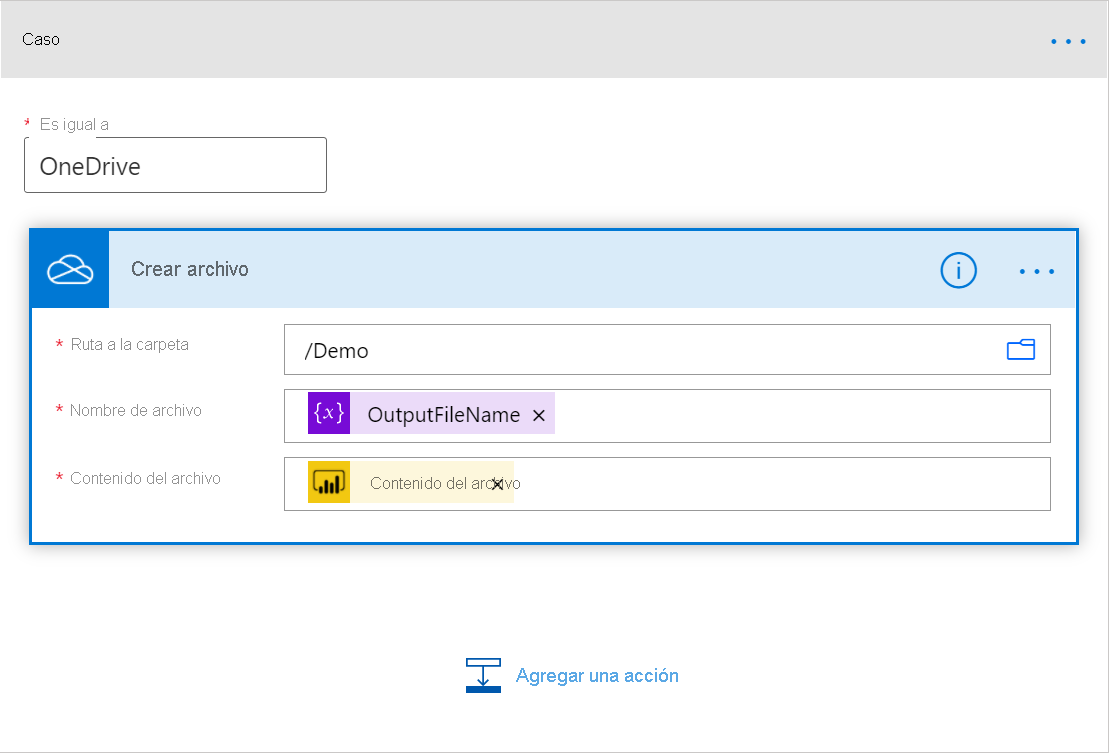 Caso
* Es igual a
OneDrive
Crear archivo
* Ruta a la carpeta
/Demo
* Nombre de archivo
{x} OutputFileName ×
* Contenido del archivo
Contenido del archivo ×
Agregar una acción